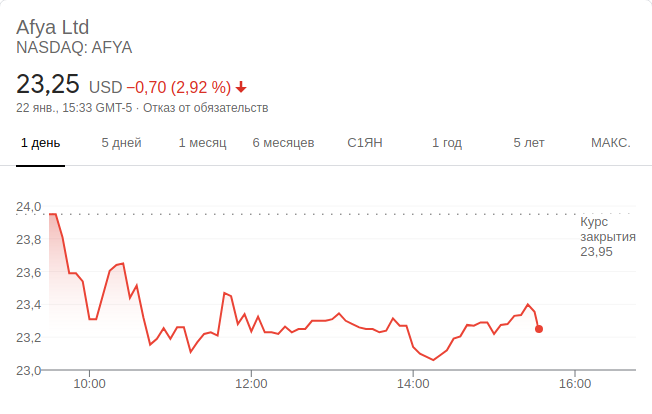 Afya Ltd
NASDAQ: AFYA
23,25 USD −0,70 (2,92 %)
22 янв., 15:33 GMT-5 · Отказ от обязательств
1 день 5 дней 1 месяц 6 месяцев С1ЯН 1 год 5 лет МАКС.
24,0
Курс
закрытия
23,95
23,8
23,6
23,4
23,2
23,0
10:00 12:00 14:00 16:00